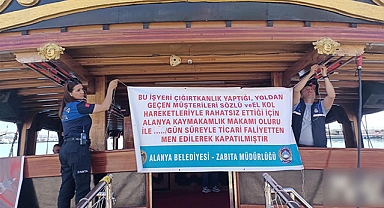 BU İŞYERİ ÇIĞIRTKANLIK YAPTIĞI, YOLDAN
GEÇEN MÜŞTERİLERİ SÖZLÜ veEL KOL
HAREKETLERİYLE RAHATSIZ ETTİĞİ İÇİN
ALANYA KAYMAKAMLIK MAKAMI OLURU
İLE .....,GÜN SÜREYLE TİCARİ FALİYETTEN
MEN EDİLEREK KAPATILMIŞTIR
ALANYA BELEDİYESİ - ZABITA MÜDÜRLÜĞÜ